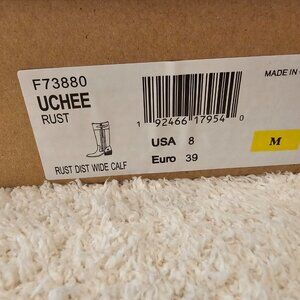 F73880
UCHEE
RUST
MADE IN
1 92466 17954 0
USA 8
Euro 39
M
RUST DIST WIDE CALF